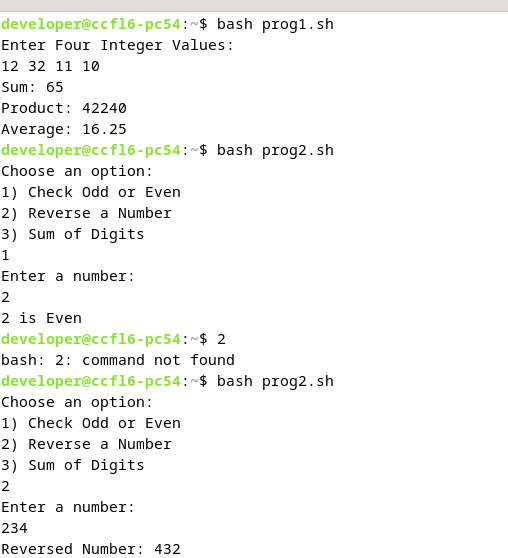 developer@ccfl6-pc54:~$ bash prog1.sh
Enter Four Integer Values:
12 32 11 10
Sum: 65
Product: 42240
Average: 16.25
developer@ccfl6-pc54:~$ bash prog2.sh
Choose an option:
1) Check Odd or Even
2) Reverse a Number
3) Sum of Digits
1
Enter a number:
2
2 is Even
developer@ccfl6-pc54:~$ 2
bash: 2: command not found
developer@ccfl6-pc54:~$ bash prog2.sh
Choose an option:
1) Check Odd or Even
2) Reverse a Number
3) Sum of Digits
2
Enter a number:
234
Reversed Number: 432